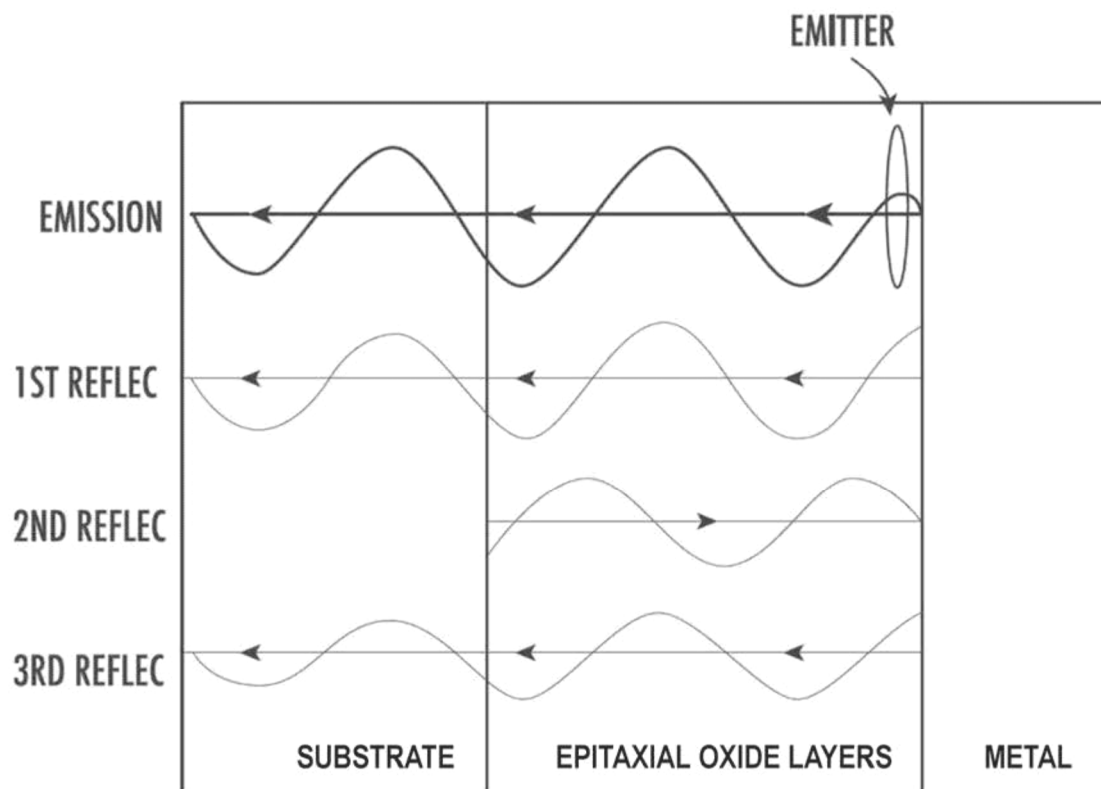 EMITTER
EMISSION
1ST REFLEC
2ND REFLEC
3RD REFLEC
SUBSTRATE
EPITAXIAL OXIDE LAYERS
METAL